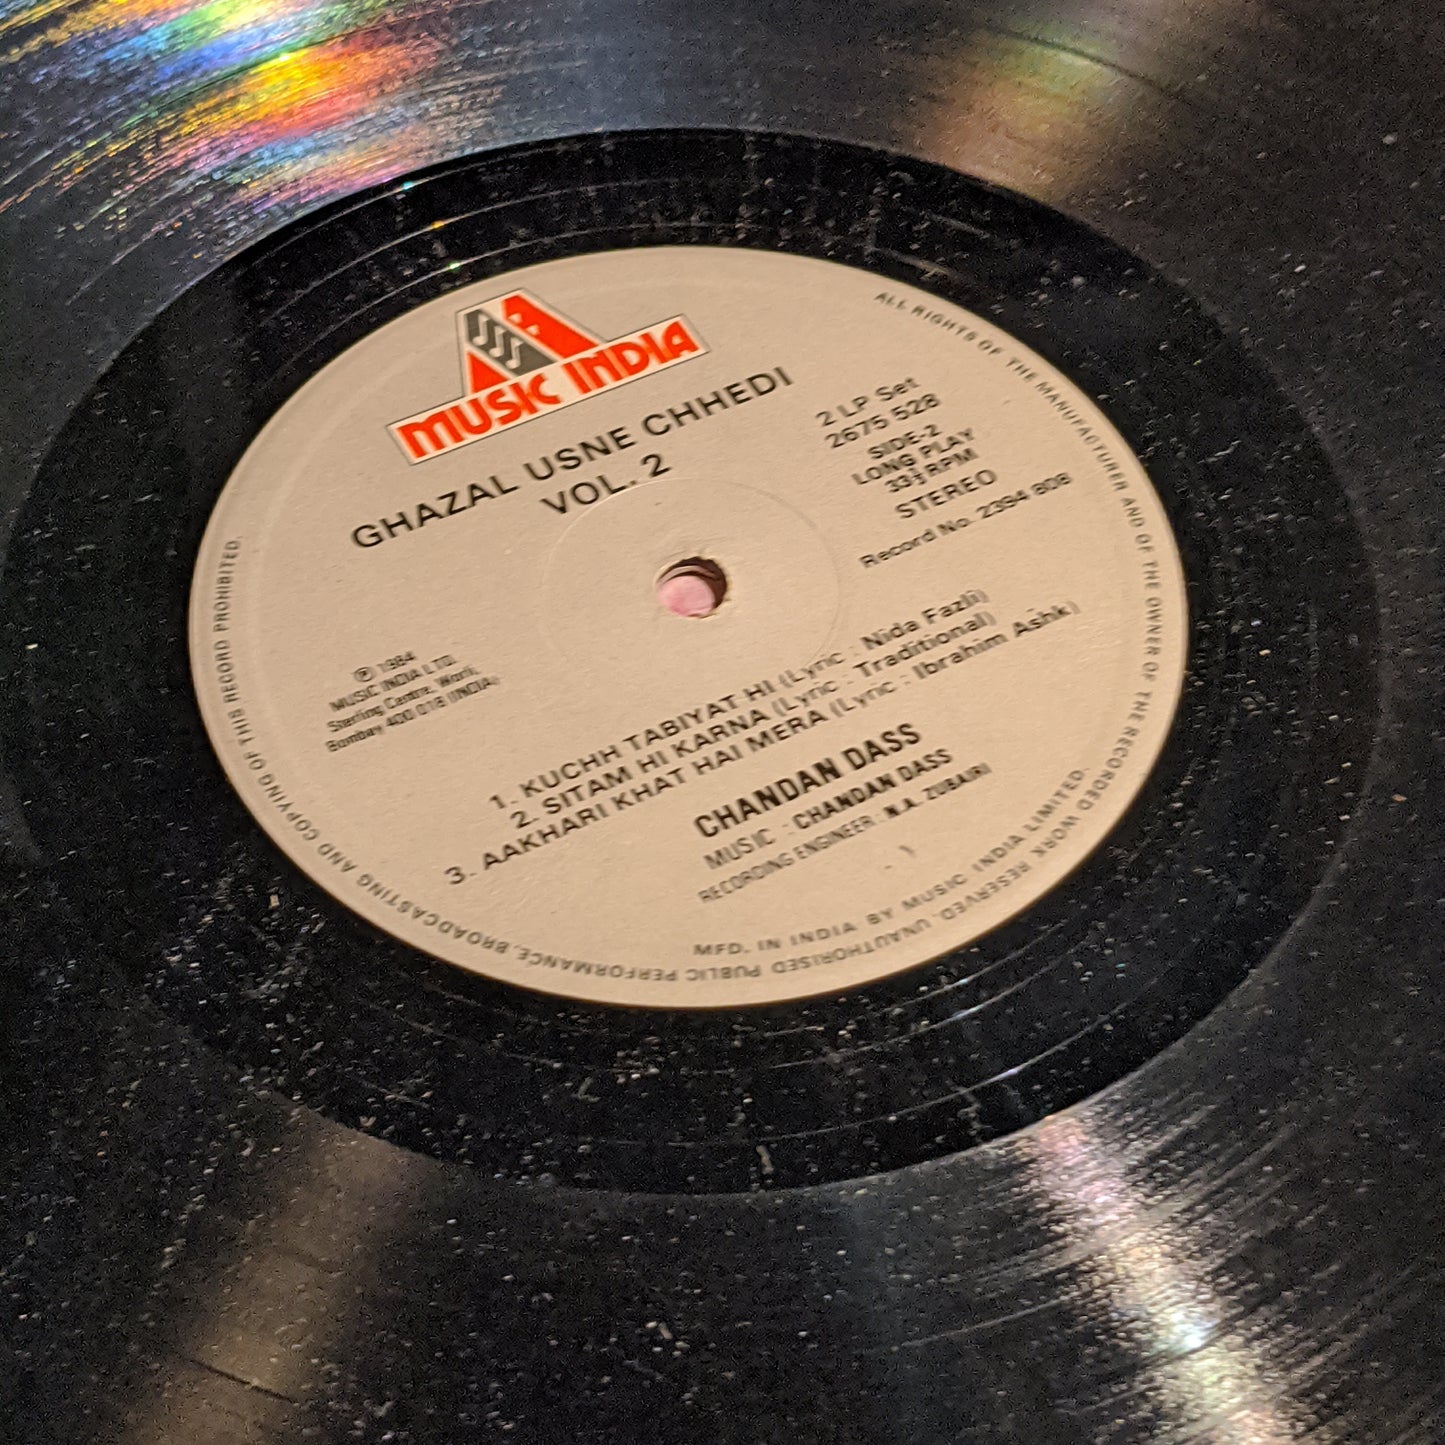 MUSIC INDIA
GHAZAL USNE CHHEDI
VOL. 2
2 LP Set
2675 528
SIDE-2
LONG PLAY
33⅓ RPM
STEREO
Record No. 2394 808
℗ 1984
MUSIC INDIA LTD.
Sterling Centre, Worli,
Bombay 400 018 (INDIA)
1. KUCHH TABIYAT HI (Lyric : Nida Fazli)
2. SITAM HI KARNA (Lyric : Traditional)
3. AAKHARI KHAT HAI MERA (Lyric : Ibrahim Ashk)
CHANDAN DASS
MUSIC : CHANDAN DASS
RECORDING ENGINEER : N.A. ZUBAIRI
MFD. IN INDIA BY MUSIC INDIA LIMITED.
ALL RIGHTS OF THE MANUFACTURER AND OF THE OWNER OF THE RECORDED WORK RESERVED. UNAUTHORISED PUBLIC PERFORMANCE, BROADCASTING AND COPYING OF THIS RECORD PROHIBITED.